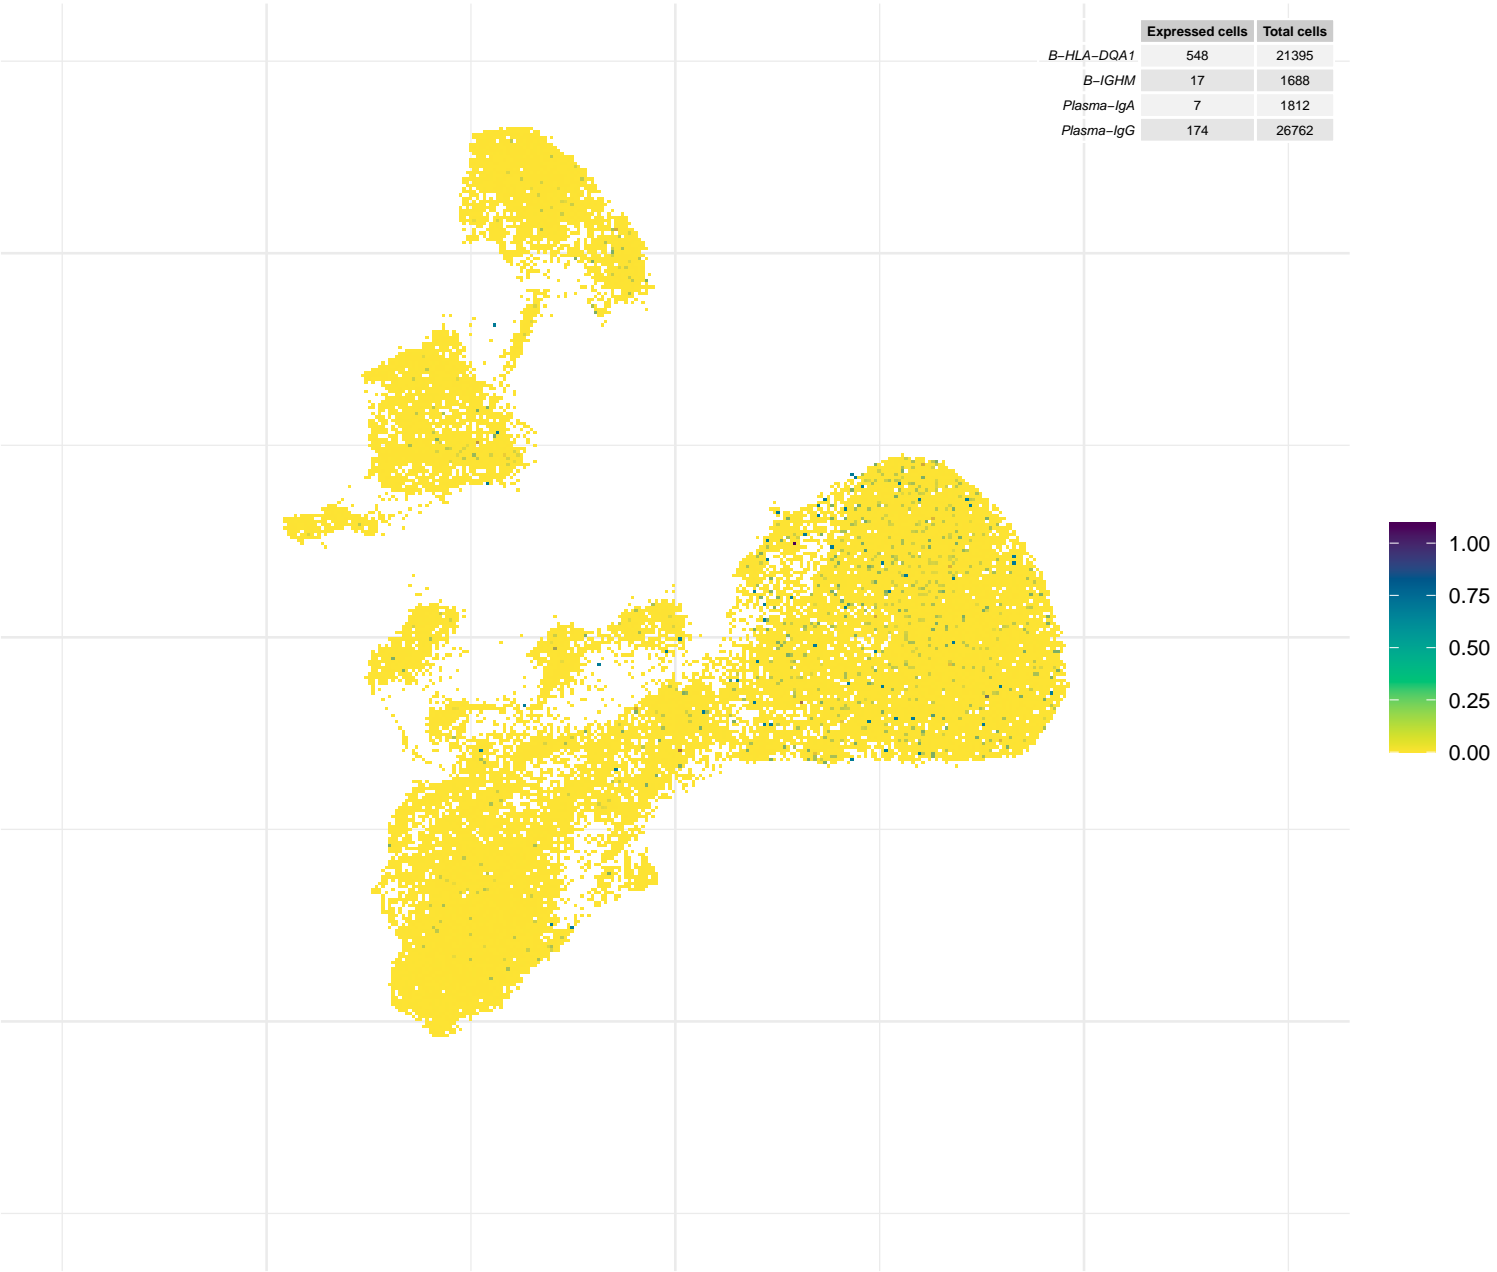 Expressed cells Total cells
B−HLA−DQA1 548 21395
B−IGHM 17 1688
Plasma−IgA 7 1812
Plasma−IgG 174 26762
1.00
0.75
0.50
0.25
0.00